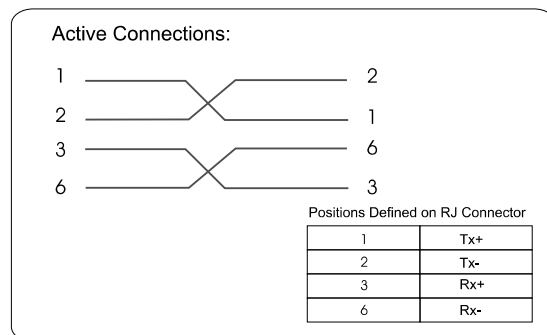 Active Connections:
1 2
2 1
3 6
6 3
Positions Defined on RJ Connector
1 Tx+
2 Tx-
3 Rx+
6 Rx-